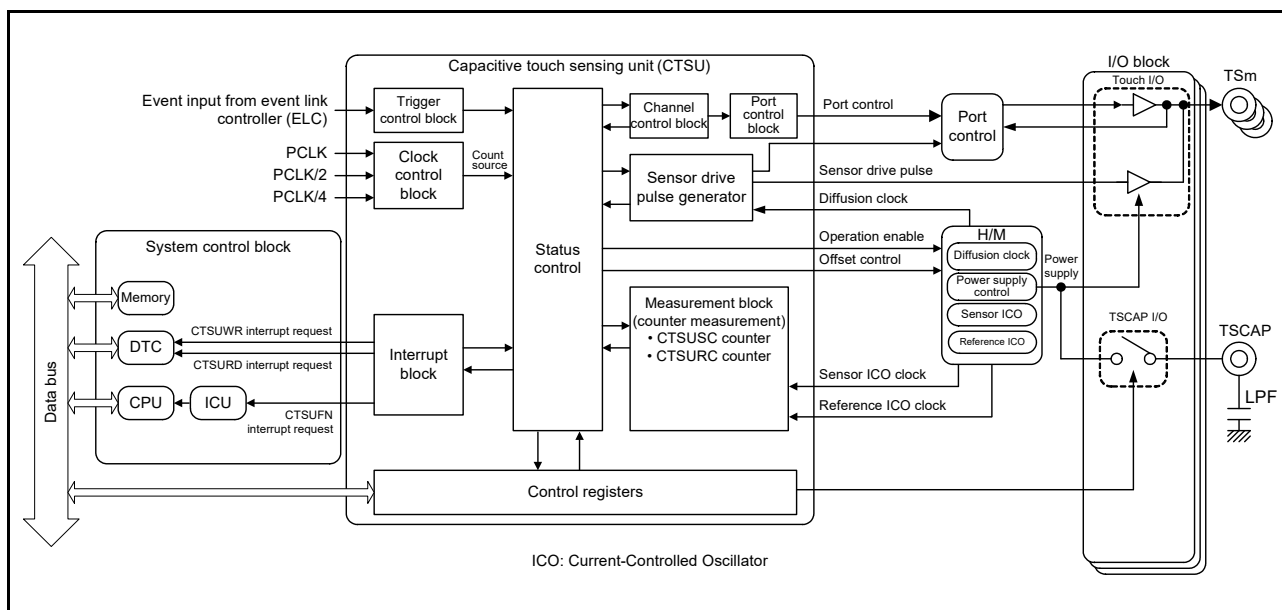 Capacitive touch sensing unit (CTSU)
I/O block
Touch I/O
TSm
Event input from event link
controller (ELC)
Trigger
control block
Channel
control block
Port
control
block
Port control
Port
control
PCLK
PCLK/2
PCLK/4
Clock
control
block
Count
source
Sensor drive
pulse generator
Sensor drive pulse
Diffusion clock
System control block
Status
control
Operation enable
Offset control
H/M
Diffusion clock
Power supply
control
Sensor ICO
Reference ICO
Power
supply
Memory
DTC
CPU
ICU
Data bus
CTSUWR interrupt request
CTSURD interrupt request
CTSUFN
interrupt request
Interrupt
block
Measurement block
(counter measurement)
• CTSUSC counter
• CTSURC counter
Sensor ICO clock
Reference ICO clock
TSCAP I/O
TSCAP
LPF
Control registers
ICO: Current-Controlled Oscillator